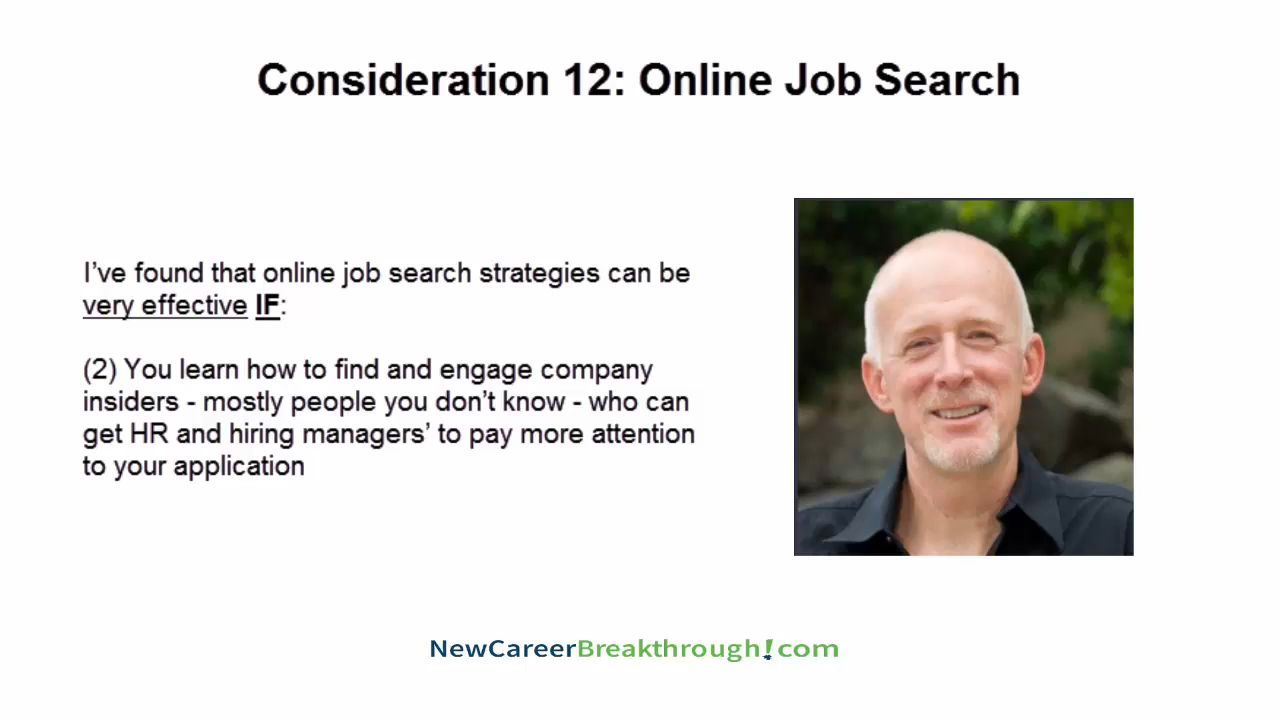 Consideration 12: Online Job Search
I’ve found that online job search strategies can be
very effective IF:
(2) You learn how to find and engage company
insiders - mostly people you don’t know - who can
get HR and hiring managers’ to pay more attention
to your application
NewCareerBreakthrough!com